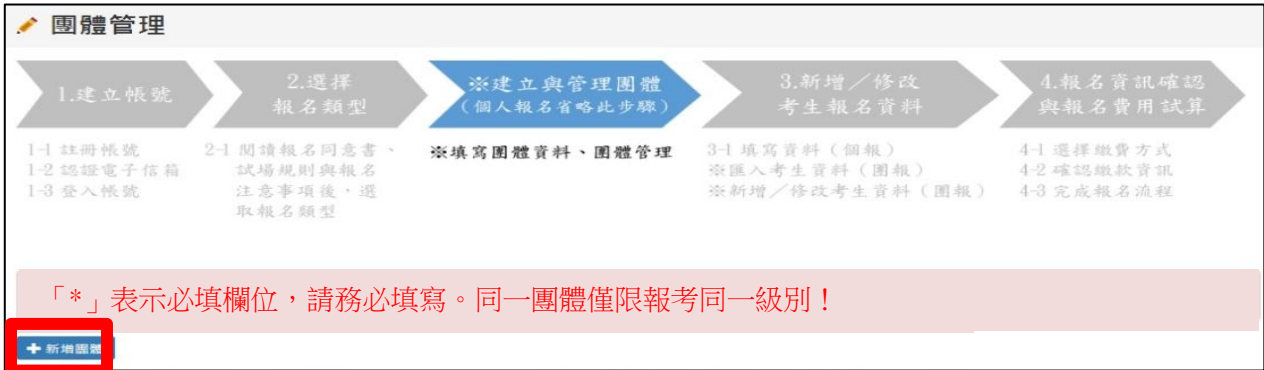 團體管理
1.建立帳號
2.選擇
報名類型
※建立與管理團體
(個人報名省略此步驟)
3.新增／修改
考生報名資料
4.報名資訊確認
與報名費用試算
1-1 註冊帳號
1-2 認證電子信箱
1-3 登入帳號
2-1 閱讀報名同意書、
試場規則與報名
注意事項後，選
取報名類型
※填寫團體資料、團體管理
3-1 填寫資料（個報）
※匯入考生資料（團報）
※新增／修改考生資料（團報）
4-1 選擇繳費方式
4-2 確認繳款資訊
4-3 完成報名流程
「*」表示必填欄位，請務必填寫。同一團體僅限報考同一級別！
新增團體